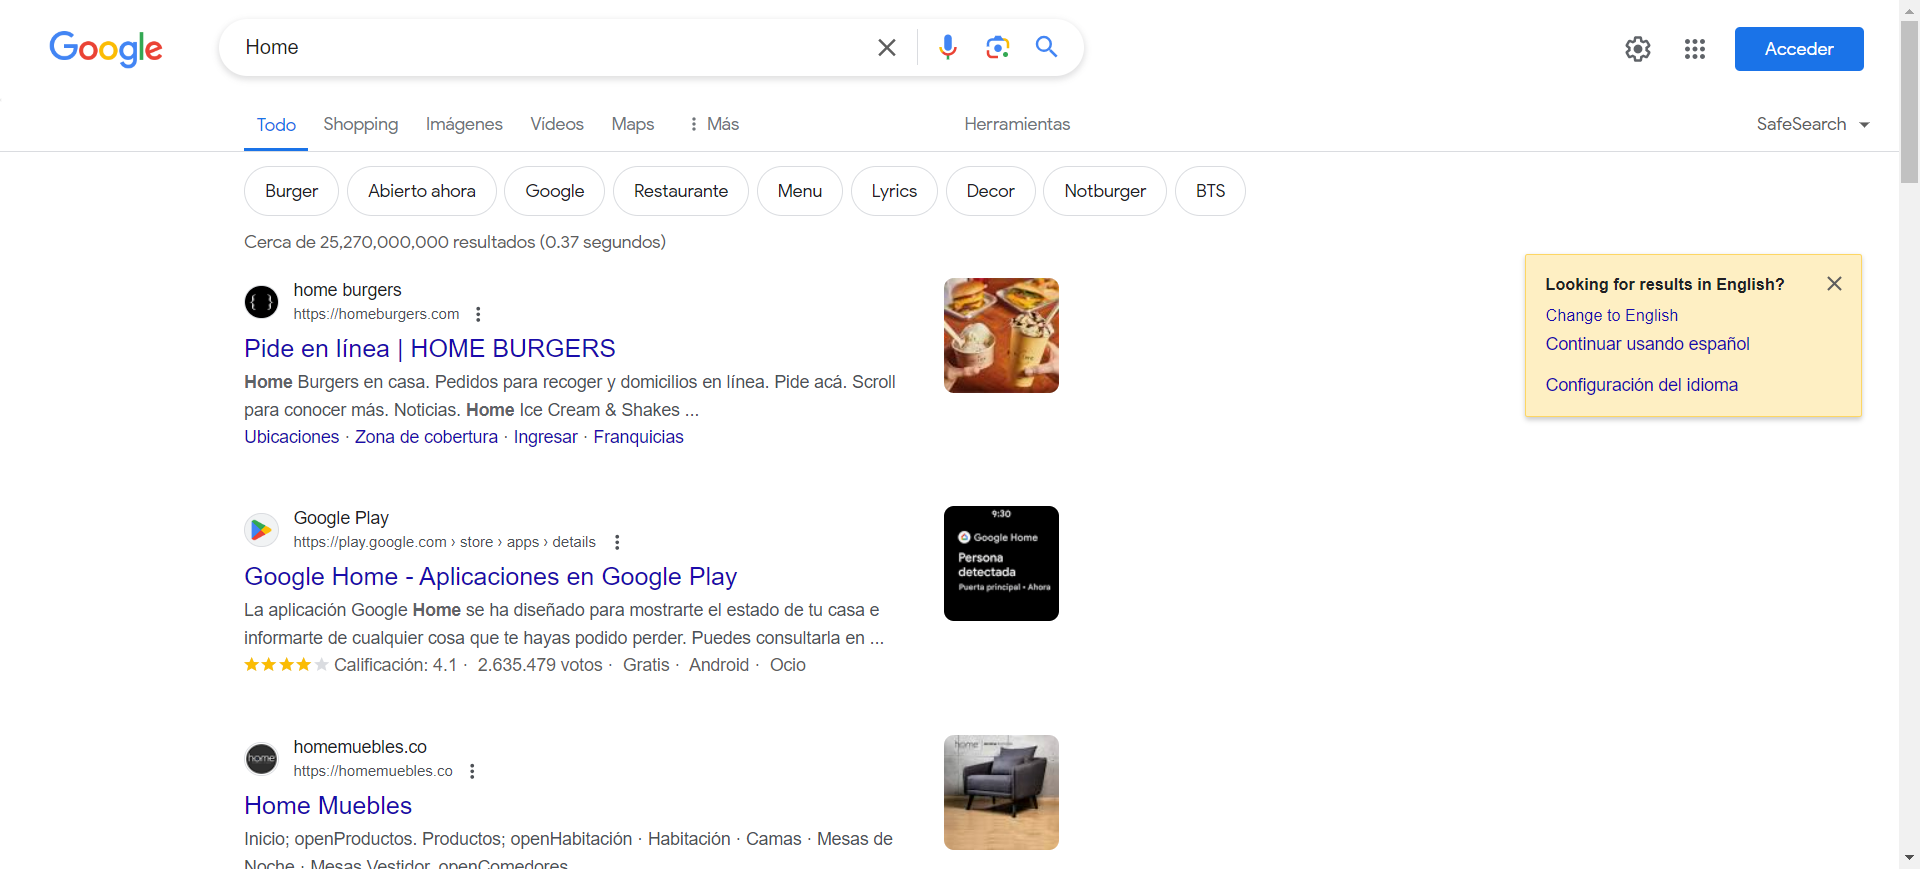 Google
Home
Acceder
Todo
Shopping
Imágenes
Videos
Maps
Más
Herramientas
SafeSearch
Burger
Abierto ahora
Google
Restaurante
Menu
Lyrics
Decor
Notburger
BTS
Cerca de 25,270,000,000 resultados (0.37 segundos)
home burgers
https://homeburgers.com
Pide en línea | HOME BURGERS
Home Burgers en casa. Pedidos para recoger y domicilios en línea. Pide acá. Scroll
para conocer más. Noticias. Home Ice Cream & Shakes ...
Ubicaciones · Zona de cobertura · Ingresar · Franquicias
Looking for results in English?
Change to English
Continuar usando español
Configuración del idioma
Google Play
https://play.google.com › store › apps › details
Google Home - Aplicaciones en Google Play
La aplicación Google Home se ha diseñado para mostrarte el estado de tu casa e
informarte de cualquier cosa que te hayas podido perder. Puedes consultarla en ...
Calificación: 4.1 · 2.635.479 votos · Gratis · Android · Ocio
9:30
Google Home
Persona
detectada
Puerta principal • Ahora
home
homemuebles.co
https://homemuebles.co
Home Muebles
Inicio; openProductos. Productos; openHabitación · Habitación · Camas · Mesas de
Noche · Mesas Vestidor. openComedores
home